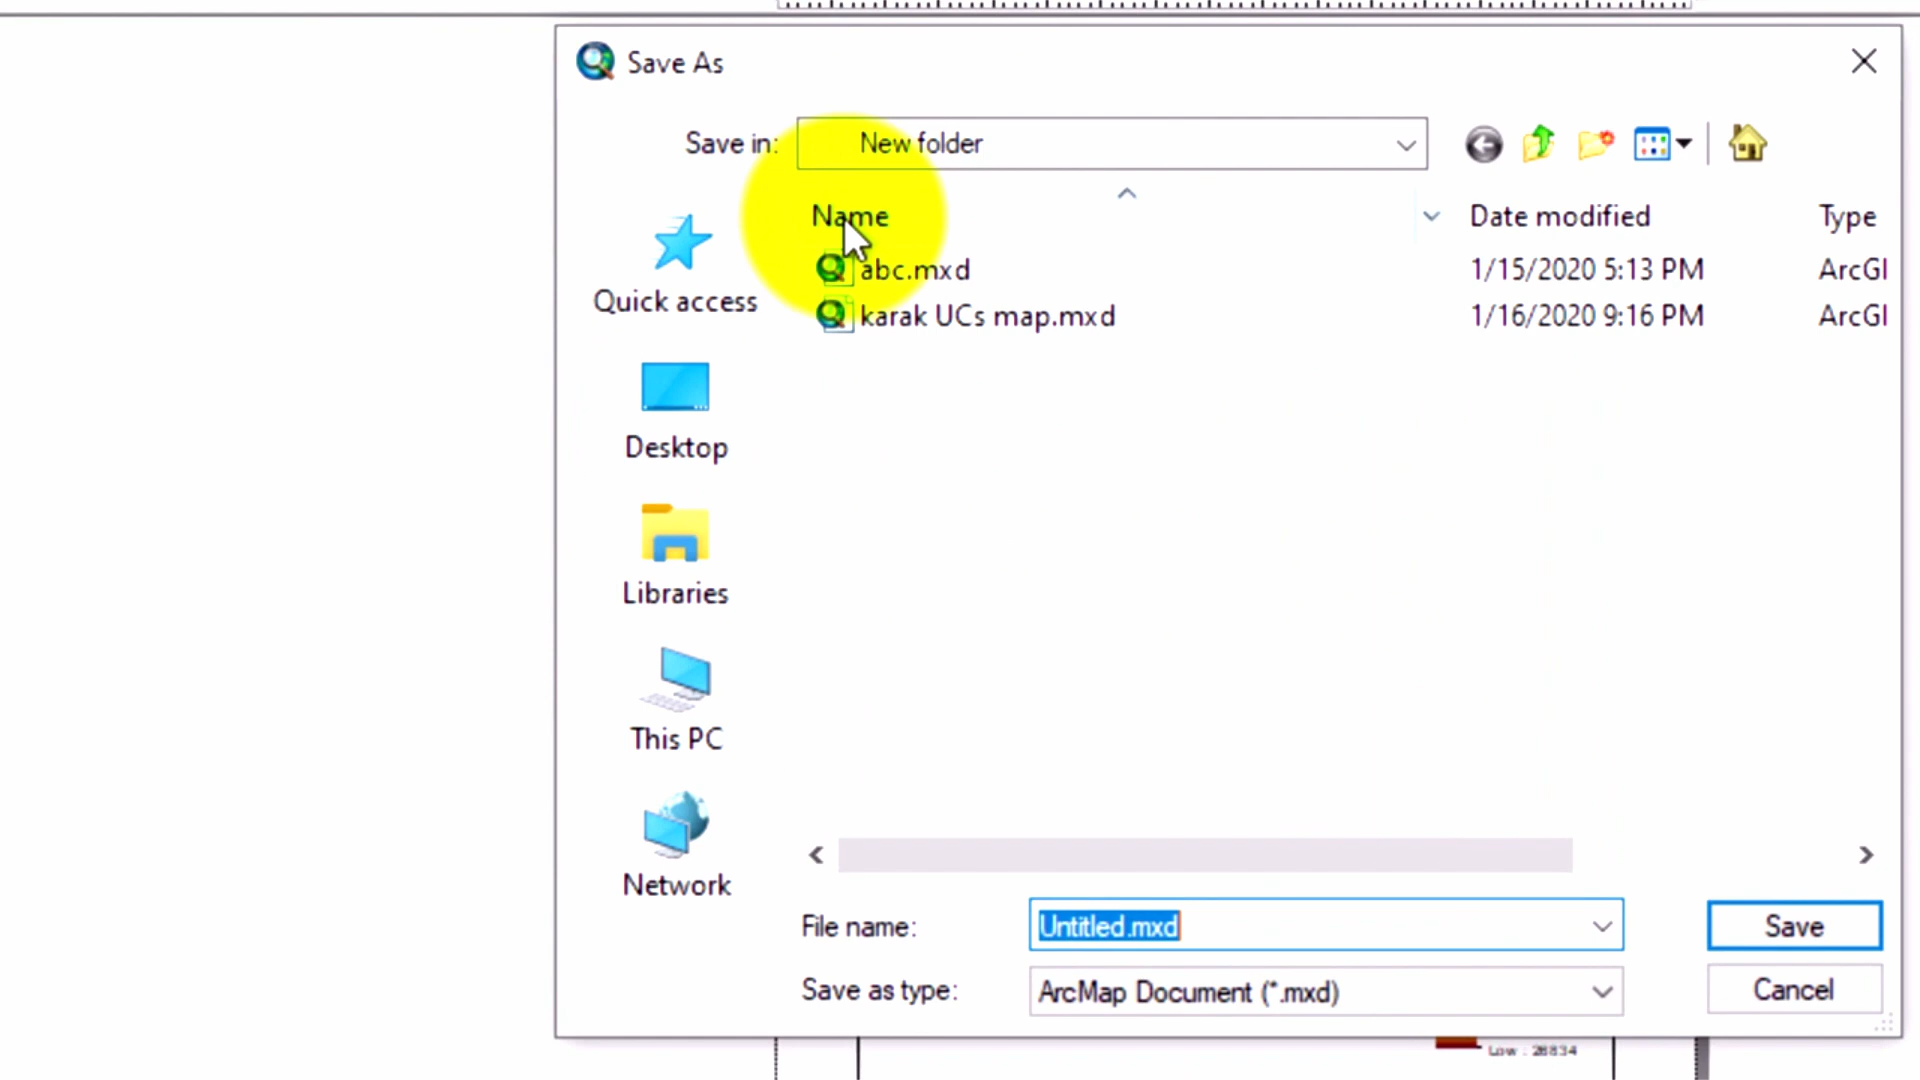 Save As
Save in: New folder
Name Date modified Type
abc.mxd 1/15/2020 5:13 PM ArcGI
karak UCs map.mxd 1/16/2020 9:16 PM ArcGI
Quick access
Desktop
Libraries
This PC
Network
File name: Untitled.mxd Save
Save as type: ArcMap Document (*.mxd) Cancel
Low : 28834